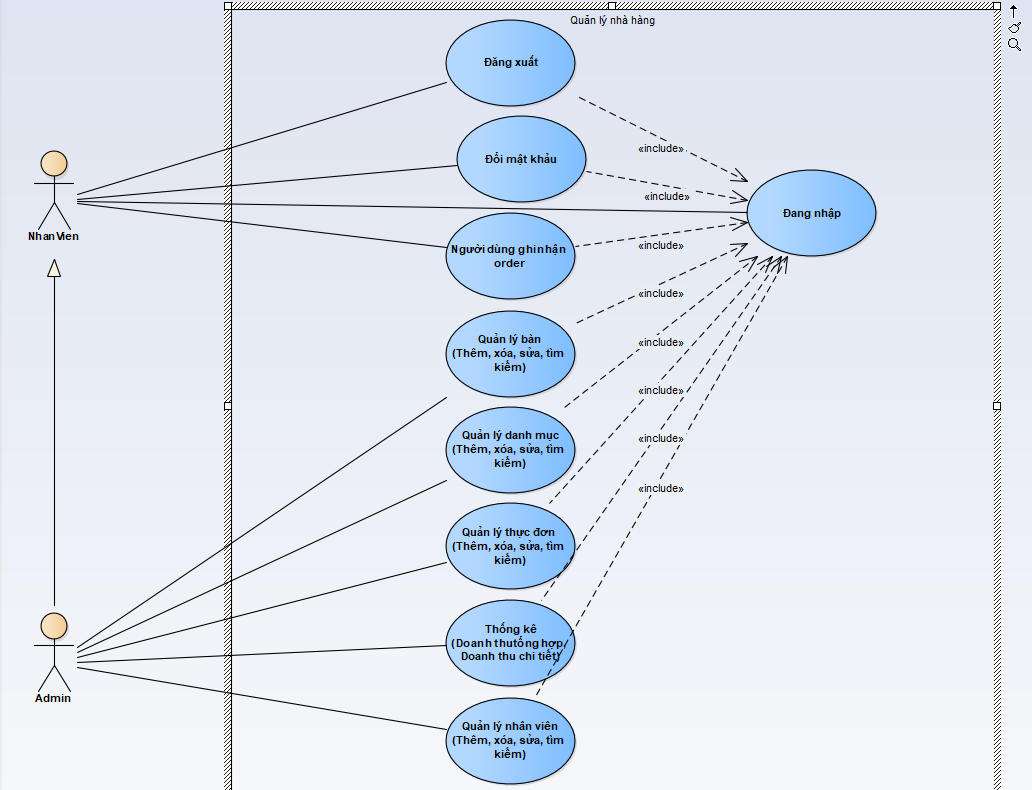 Quản lý nhà hàng
Đăng xuất
«include»
Đổi mật khẩu
«include»
Đang nhập
NhanVien
Người dùng ghi nhận
order
«include»
«include»
Quản lý bàn
(Thêm, xóa, sửa, tìm
kiếm)
«include»
«include»
Quản lý danh mục
(Thêm, xóa, sửa, tìm
kiếm)
«include»
«include»
Quản lý thực đơn
(Thêm, xóa, sửa, tìm
kiếm)
Thống kê
(Doanh thu tổng hợp,
Doanh thu chi tiết)
Admin
Quản lý nhân viên
(Thêm, xóa, sửa, tìm
kiếm)